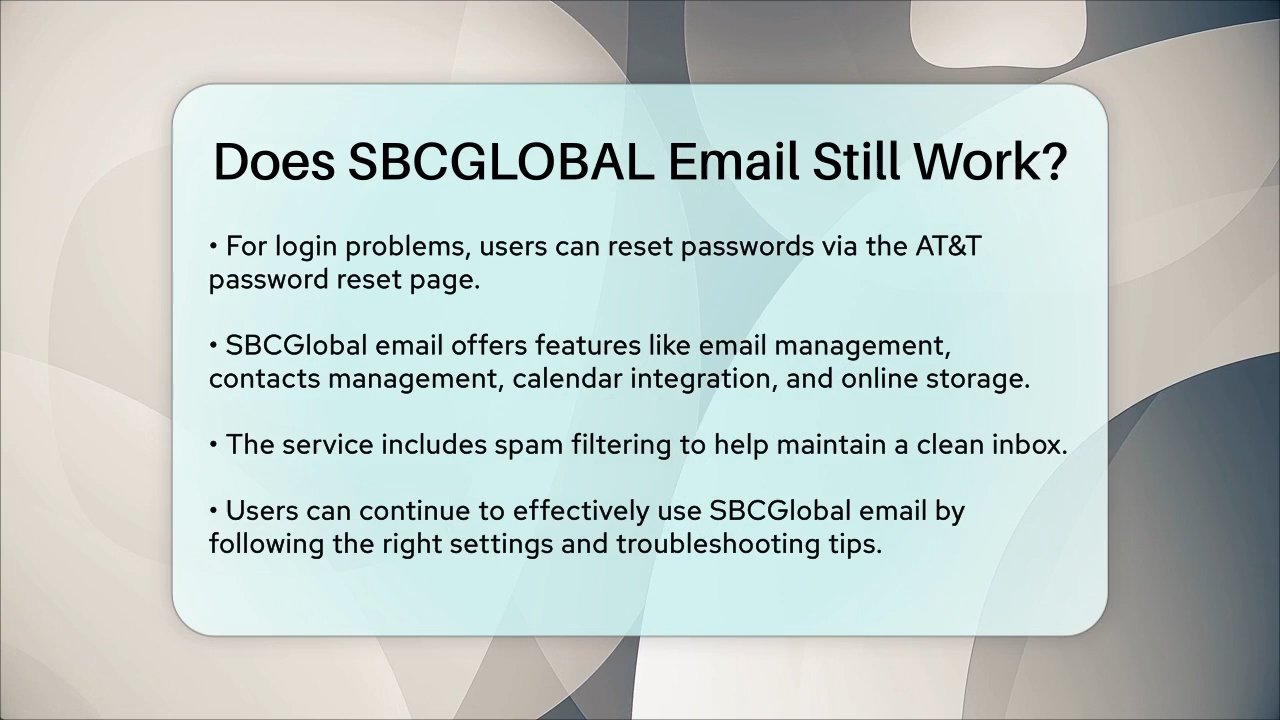 Does SBCGLOBAL Email Still Work?
• For login problems, users can reset passwords via the AT&T
password reset page.
• SBCGlobal email offers features like email management,
contacts management, calendar integration, and online storage.
• The service includes spam filtering to help maintain a clean inbox.
• Users can continue to effectively use SBCGlobal email by
following the right settings and troubleshooting tips.